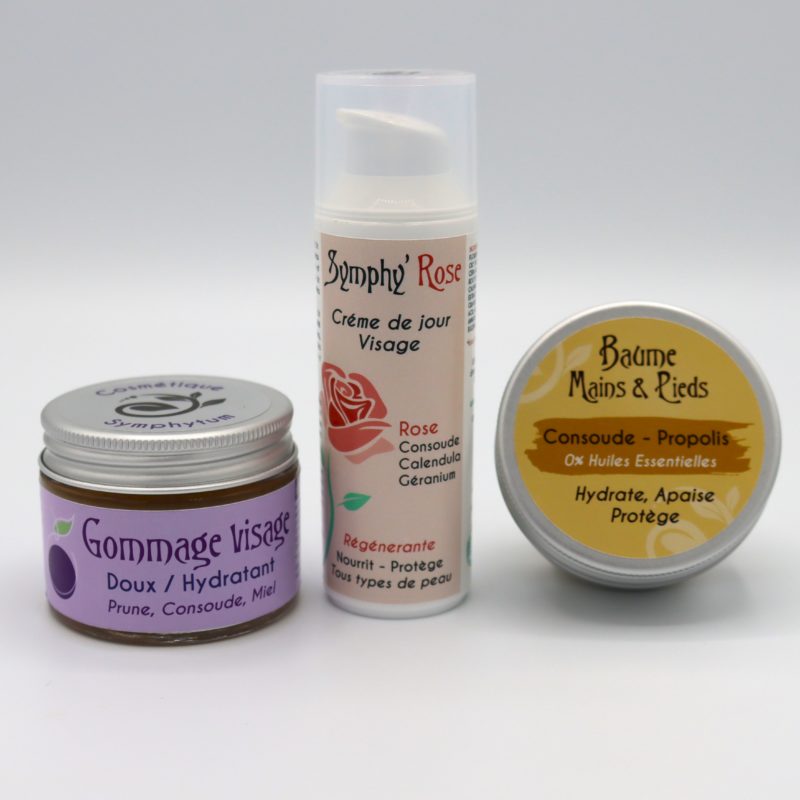 Cosmétique
Symphytum
Gommage Visage
Doux / Hydratant
Prune, Consoude, Miel
Symphy' Rose
Créme de jour
Visage
Rose
Consoude
Calendula
Géranium
Régénerante
Nourrit - Protège
Tous types de peau
Baume
Mains & Pieds
Consoude - Propolis
0% Huiles Essentielles
Hydrate, Apaise
Protège